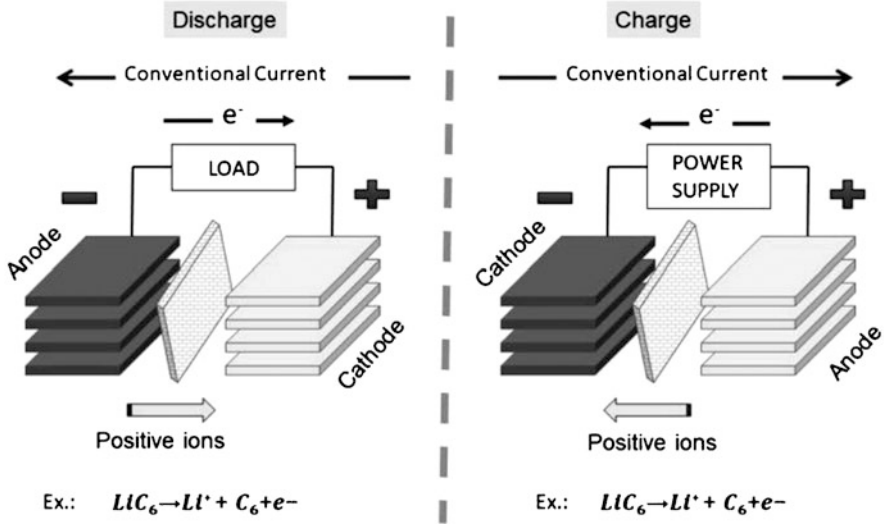 Discharge
Conventional Current
e-
LOAD
Anode
Cathode
Positive ions
Ex.: LiC₆→Li⁺+ C₆+e−
Charge
Conventional Current
e-
POWER
SUPPLY
Cathode
Anode
Positive ions
Ex.: LiC₆→Li⁺+ C₆+e−